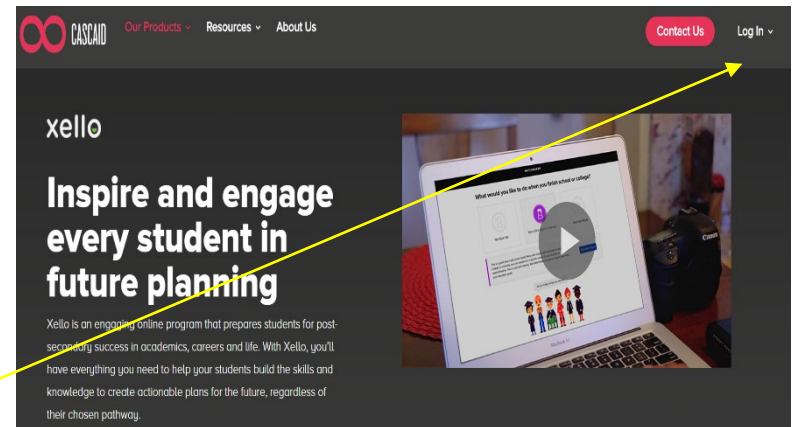 CASCAID
Our Products
Resources
About Us
Contact Us
Log In
xello
Inspire and engage
every student in
future planning
Xello is an engaging online program that prepares students for post-
secondary success in academics, careers and life. With Xello, you'll
have everything you need to help your students build the skills and
knowledge to create actionable plans for the future, regardless of
their chosen pathway.
What would you like to do when you finish school or college?
Canon
MacBook Air